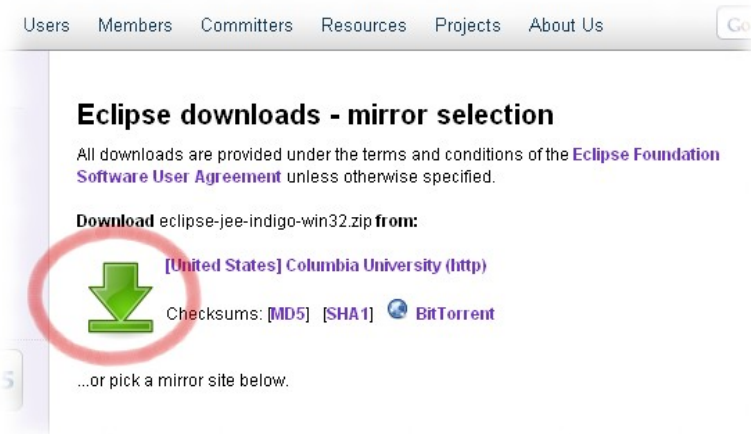 Users Members Committers Resources Projects About Us
Eclipse downloads - mirror selection
All downloads are provided under the terms and conditions of the Eclipse Foundation
Software User Agreement unless otherwise specified.
Download eclipse-jee-indigo-win32.zip from:
[United States] Columbia University (http)
Checksums: [MD5] [SHA1] BitTorrent
...or pick a mirror site below.